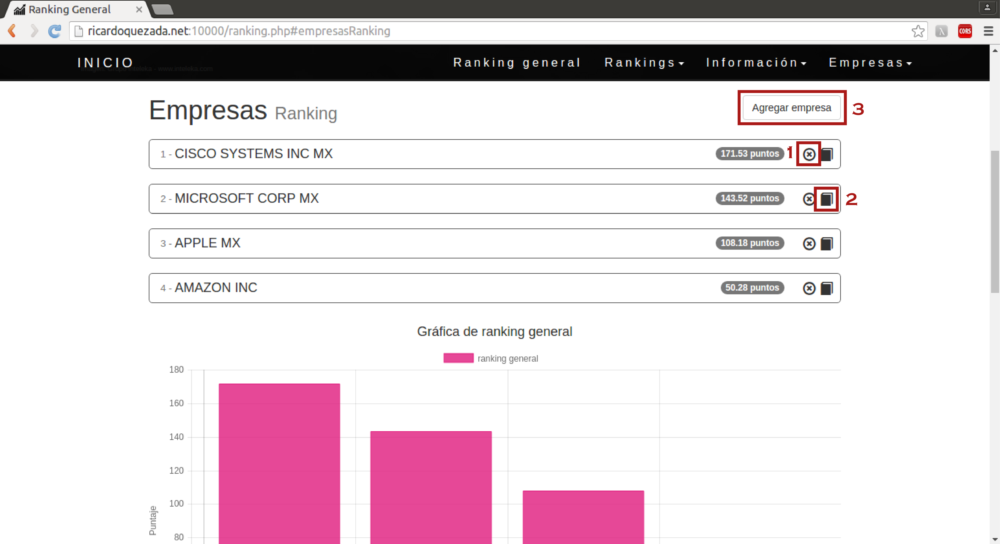 Ranking General
ricardoquezada.net:10000/ranking.php#empresasRanking
CORS
INICIO
Ranking general
Rankings
Información
Empresas
Imagen: Grupo Inteleka - www.inteleka.com
Empresas Ranking
Agregar empresa
3
1 - CISCO SYSTEMS INC MX
171.53 puntos
1
2 - MICROSOFT CORP MX
143.52 puntos
2
3 - APPLE MX
108.18 puntos
4 - AMAZON INC
50.28 puntos
Gráfica de ranking general
ranking general
180
160
140
120
100
80
Puntaje